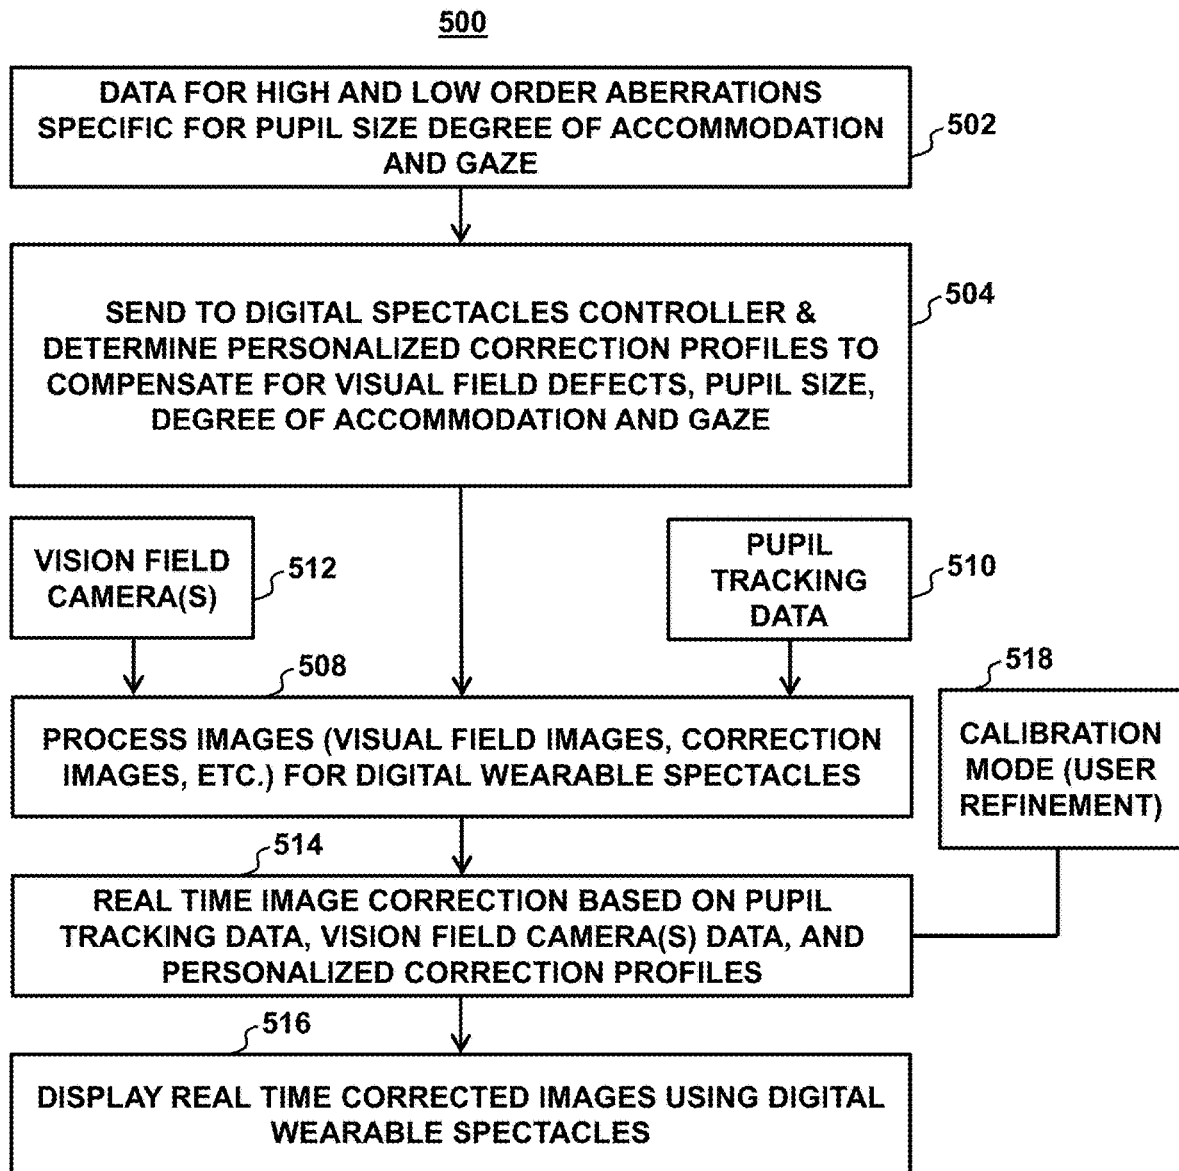 500
DATA FOR HIGH AND LOW ORDER ABERRATIONS
SPECIFIC FOR PUPIL SIZE DEGREE OF ACCOMMODATION
AND GAZE
502
SEND TO DIGITAL SPECTACLES CONTROLLER &
DETERMINE PERSONALIZED CORRECTION PROFILES TO
COMPENSATE FOR VISUAL FIELD DEFECTS, PUPIL SIZE,
DEGREE OF ACCOMMODATION AND GAZE
504
VISION FIELD
CAMERA(S)
512
PUPIL
TRACKING
DATA
510
508
PROCESS IMAGES (VISUAL FIELD IMAGES, CORRECTION
IMAGES, ETC.) FOR DIGITAL WEARABLE SPECTACLES
518
CALIBRATION
MODE (USER
REFINEMENT)
514
REAL TIME IMAGE CORRECTION BASED ON PUPIL
TRACKING DATA, VISION FIELD CAMERA(S) DATA, AND
PERSONALIZED CORRECTION PROFILES
516
DISPLAY REAL TIME CORRECTED IMAGES USING DIGITAL
WEARABLE SPECTACLES